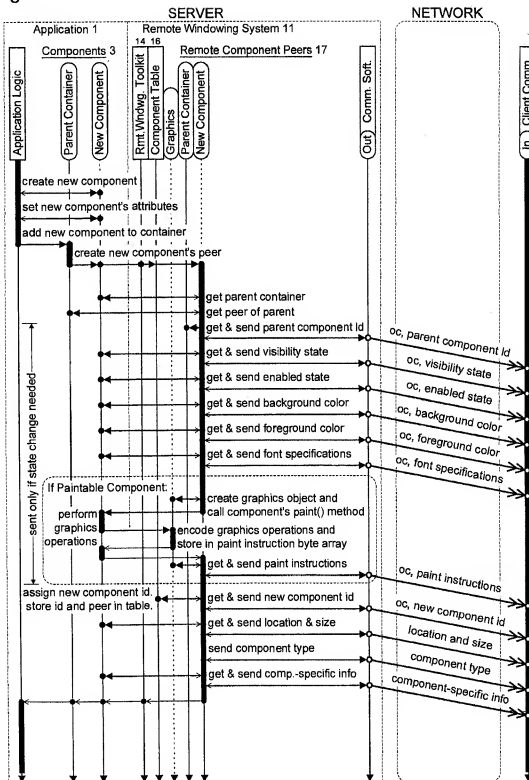 SERVER
NETWORK
Application 1
Remote Windowing System 11
Components 3
14 16
Remote Component Peers 17
Application Logic
Parent Container
New Component
Rmt.Wndwg. Toolkit
Component Table
Graphics
Parent Container
New Component
Out
Comm. Soft.
In
Client Comm.
create new component
set new component's attributes
add new component to container
create new component's peer
get parent container
get peer of parent
get & send parent component id
oc, parent component id
get & send visibility state
oc, visibility state
get & send enabled state
oc, enabled state
get & send background color
oc, background color
get & send foreground color
oc, foreground color
get & send font specifications
oc, font specifications
sent only if state change needed
If Paintable Component:
create graphics object and
call component's paint() method
perform
graphics
operations
encode graphics operations and
store in paint instruction byte array
get & send paint instructions
oc, paint instructions
assign new component id.
store id and peer in table.
get & send new component id
oc, new component id
get & send location & size
location and size
send component type
component type
get & send comp.-specific info
component-specific info